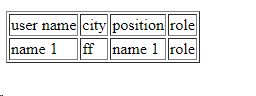 user name city position role
name 1 ff name 1 role